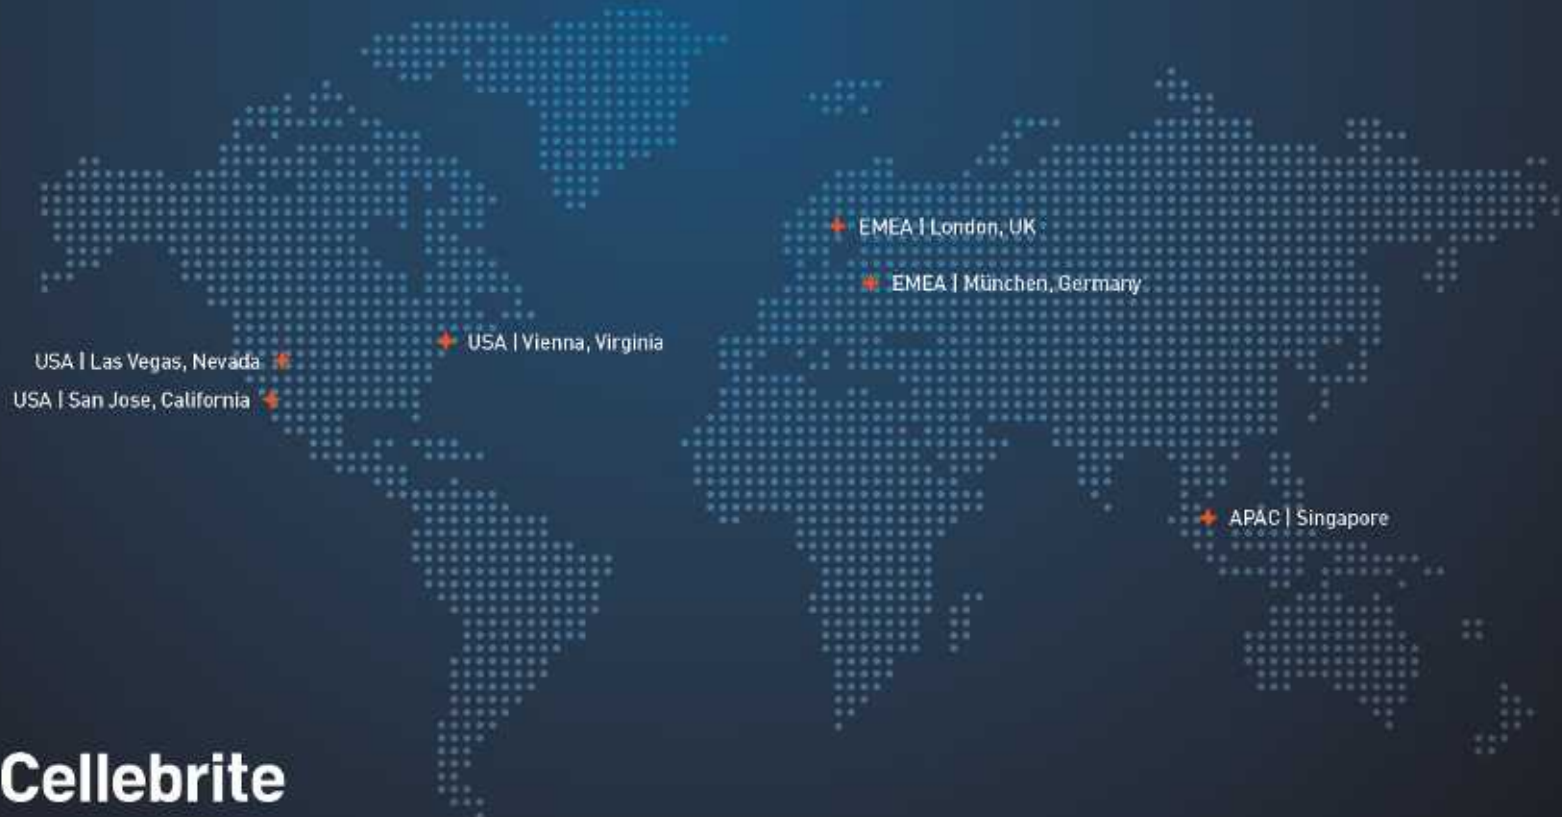 EMEA | London, UK
EMEA | München, Germany
USA | Vienna, Virginia
USA | Las Vegas, Nevada
USA | San Jose, California
APAC | Singapore
Cellebrite